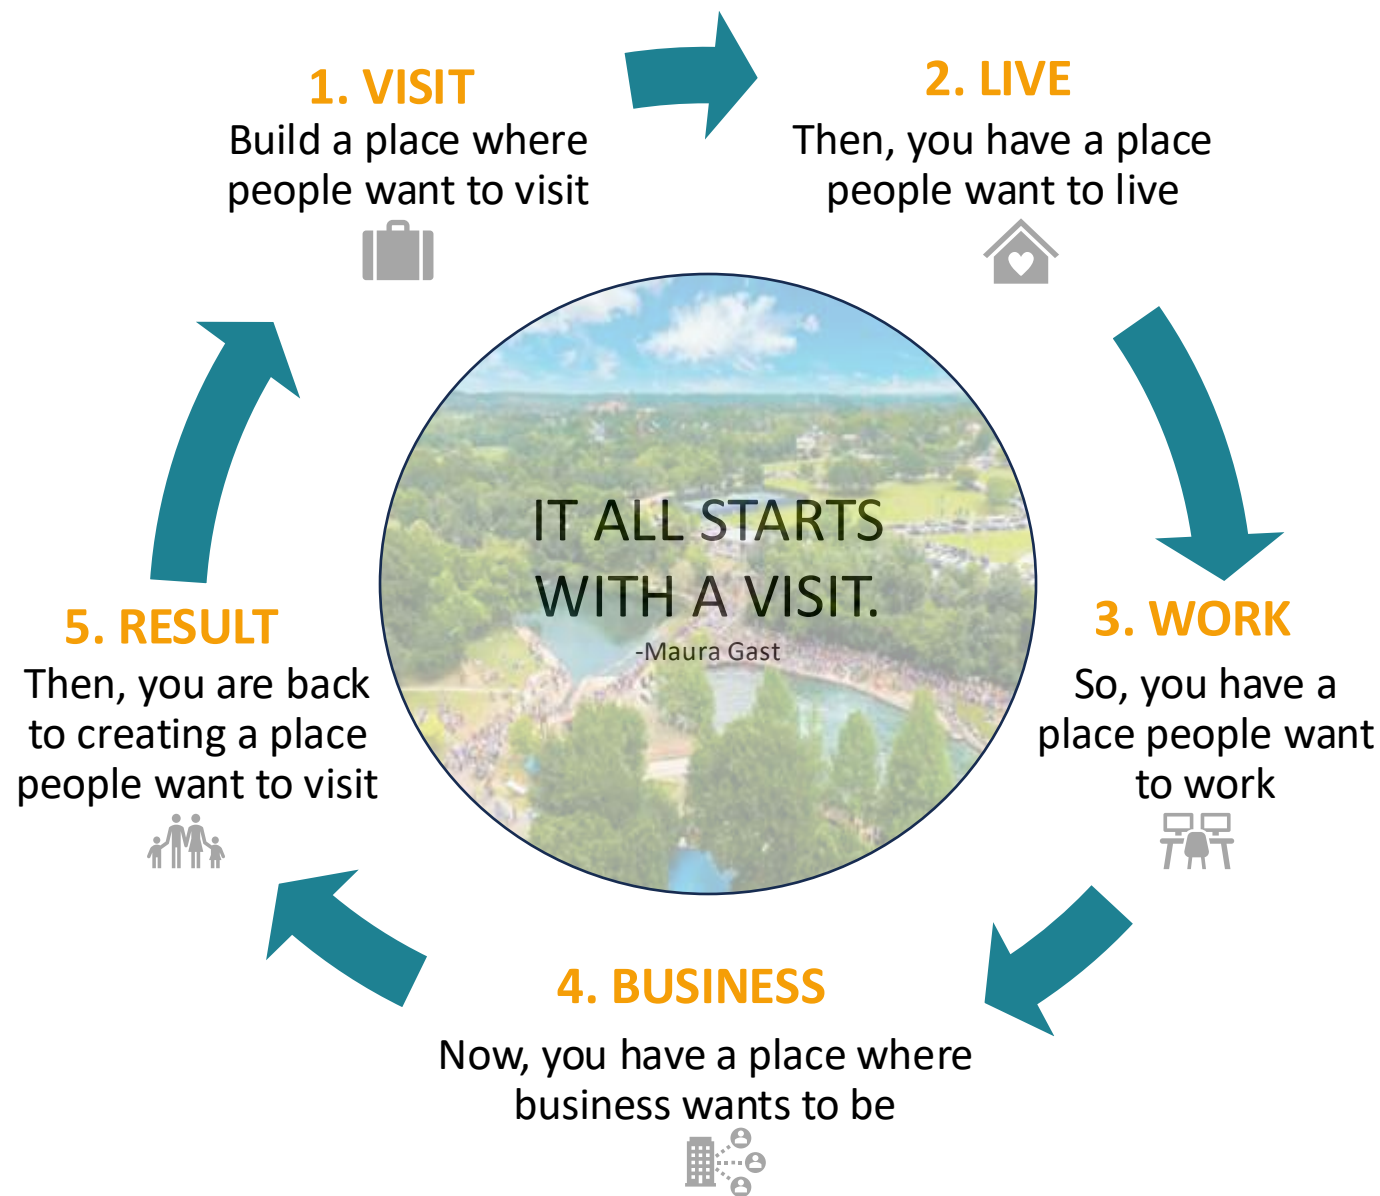 1. VISIT
Build a place where
people want to visit
2. LIVE
Then, you have a place
people want to live
3. WORK
So, you have a
place people want
to work
4. BUSINESS
Now, you have a place where
business wants to be
5. RESULT
Then, you are back
to creating a place
people want to visit
IT ALL STARTS
WITH A VISIT.
-Maura Gast